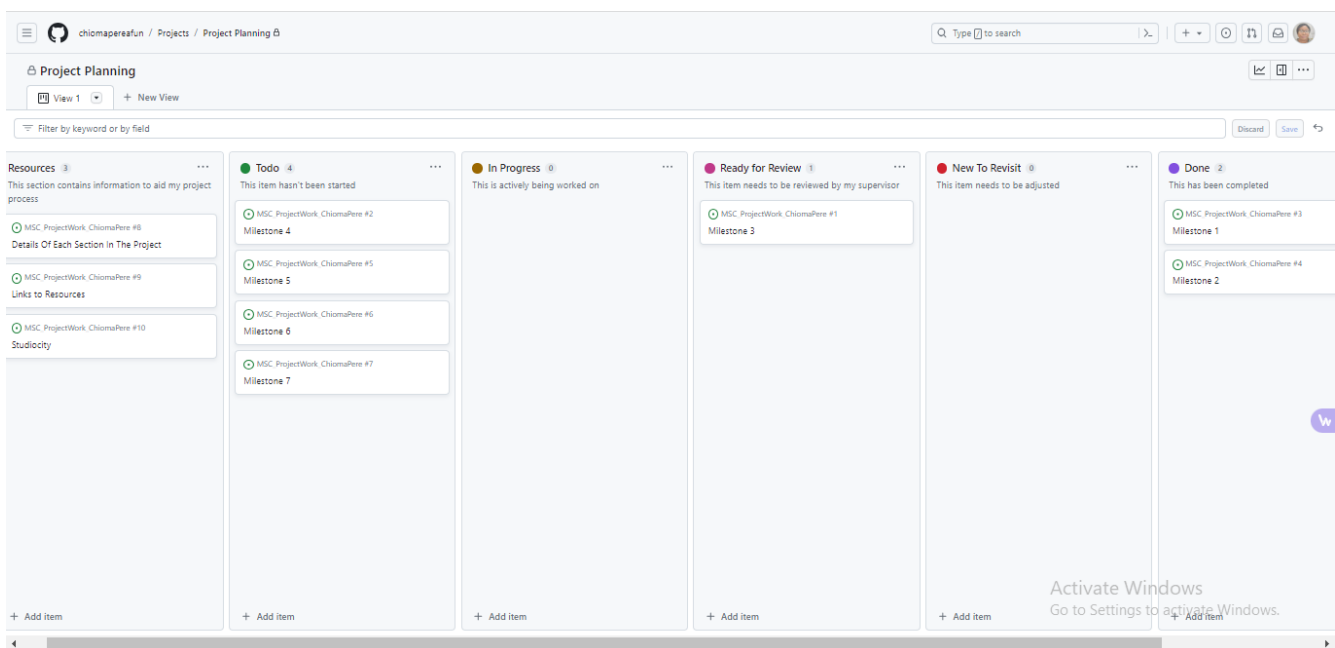 chiomapereafun / Projects / Project Planning
Type / to search
Project Planning
View 1
+ New View
Filter by keyword or by field
Discard
Save
Resources 3
This section contains information to aid my project
process
MSC_ProjectWork_ChiomaPere #8
Details Of Each Section In The Project
MSC_ProjectWork_ChiomaPere #9
Links to Resources
MSC_ProjectWork_ChiomaPere #10
Studiocity
+ Add item
Todo 4
This item hasn't been started
MSC_ProjectWork_ChiomaPere #2
Milestone 4
MSC_ProjectWork_ChiomaPere #5
Milestone 5
MSC_ProjectWork_ChiomaPere #6
Milestone 6
MSC_ProjectWork_ChiomaPere #7
Milestone 7
+ Add item
In Progress 0
This is actively being worked on
+ Add item
Ready for Review 1
This item needs to be reviewed by my supervisor
MSC_ProjectWork_ChiomaPere #1
Milestone 3
+ Add item
New To Revisit 0
This item needs to be adjusted
+ Add item
Done 2
This has been completed
MSC_ProjectWork_ChiomaPere #3
Milestone 1
MSC_ProjectWork_ChiomaPere #4
Milestone 2
+ Add item
Activate Windows
Go to Settings to activate Windows.
W